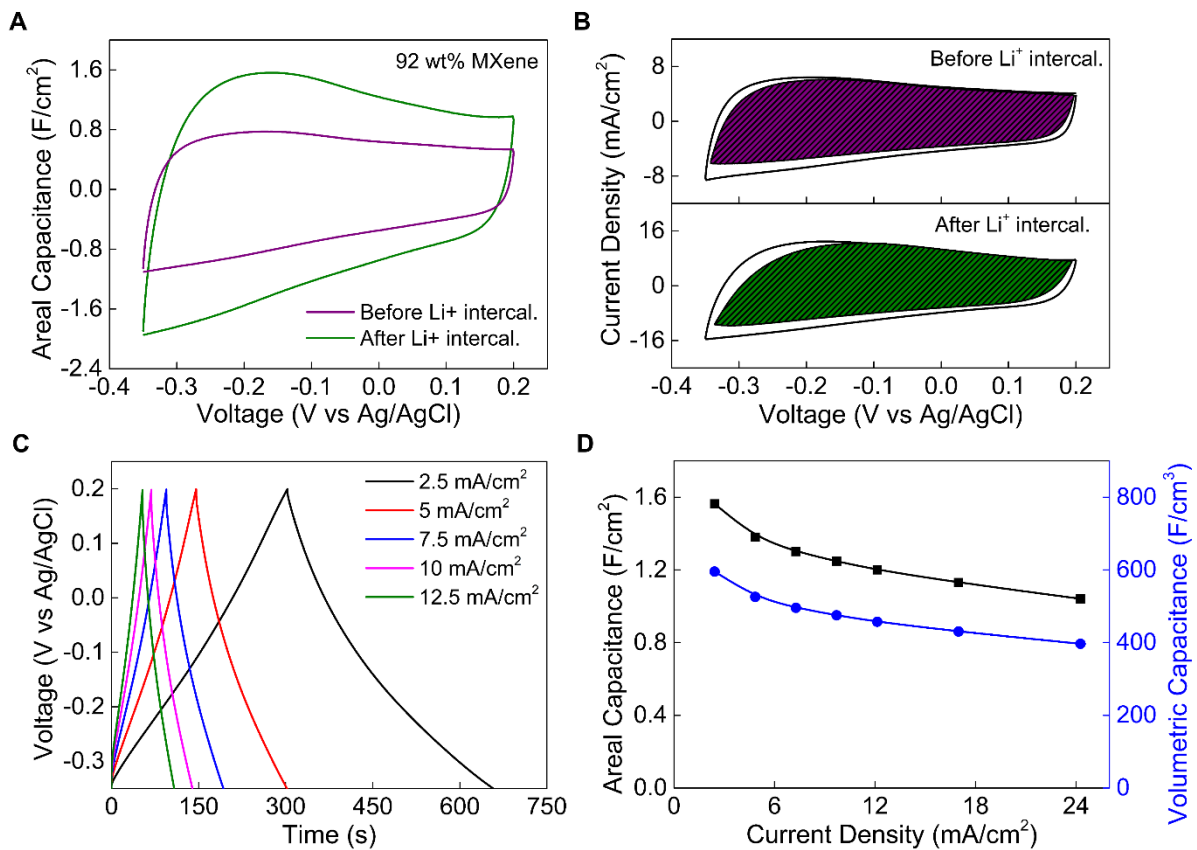 A
Areal Capacitance (F/cm²)
1.6
0.8
0.0
-0.8
-1.6
-2.4
92 wt% MXene
Before Li+ intercal.
After Li+ intercal.
-0.4 -0.3 -0.2 -0.1 0.0 0.1 0.2
Voltage (V vs Ag/AgCl)
B
Current Density (mA/cm²)
8
0
-8
Before Li⁺ intercal.
16
0
-16
After Li⁺ intercal.
-0.4 -0.3 -0.2 -0.1 0.0 0.1 0.2
Voltage (V vs Ag/AgCl)
C
Voltage (V vs Ag/AgCl)
0.2
0.1
0.0
-0.1
-0.2
-0.3
2.5 mA/cm²
5 mA/cm²
7.5 mA/cm²
10 mA/cm²
12.5 mA/cm²
0 150 300 450 600 750
Time (s)
D
Areal Capacitance (F/cm²)
1.6
1.2
0.8
0.4
0.0
800
600
400
200
0
Volumetric Capacitance (F/cm³)
0 6 12 18 24
Current Density (mA/cm²)